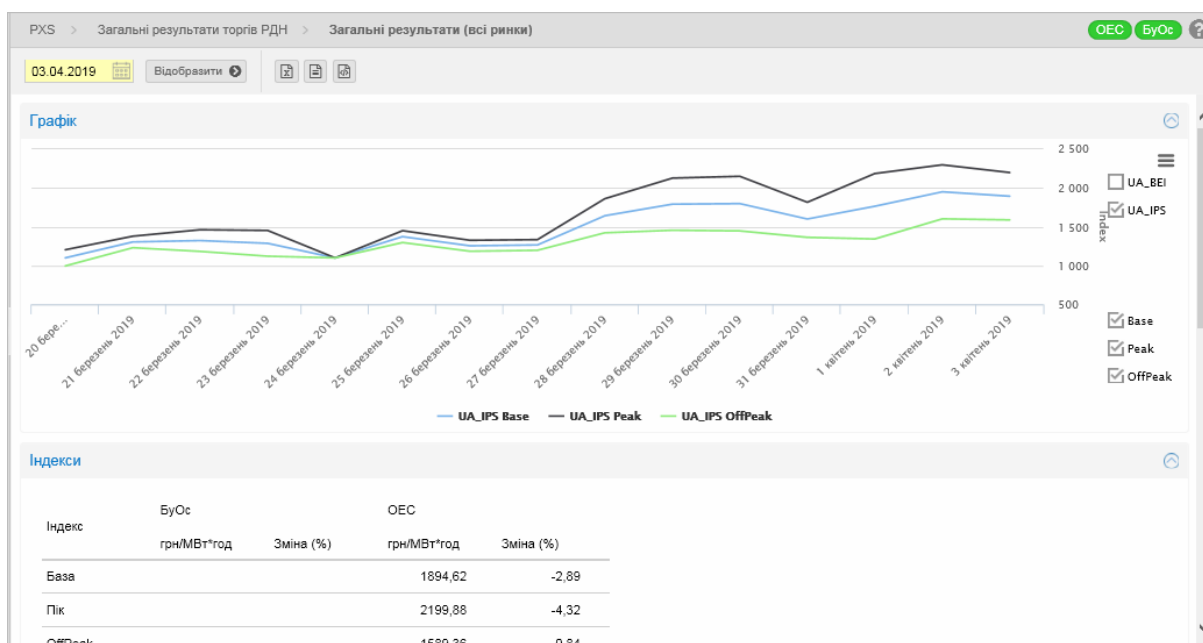 PXS > Загальні результати торгів РДН > Загальні результати (всі ринки) ОЕС БуОс ?
03.04.2019 Відобразити
Графік
2 500
2 000
1 500
1 000
500
Index
UA_BEI
UA_IPS
Base
Peak
OffPeak
20 бере...
21 березень 2019
22 березень 2019
23 березень 2019
24 березень 2019
25 березень 2019
26 березень 2019
27 березень 2019
28 березень 2019
29 березень 2019
30 березень 2019
31 березень 2019
1 квітень 2019
2 квітень 2019
3 квітень 2019
UA_IPS Base UA_IPS Peak UA_IPS OffPeak
Індекси
БуОс ОЕС
Індекс
грн/МВт*год Зміна (%) грн/МВт*год Зміна (%)
База 1894,62 -2,89
Пік 2199,88 -4,32
OffPeak 1589,36